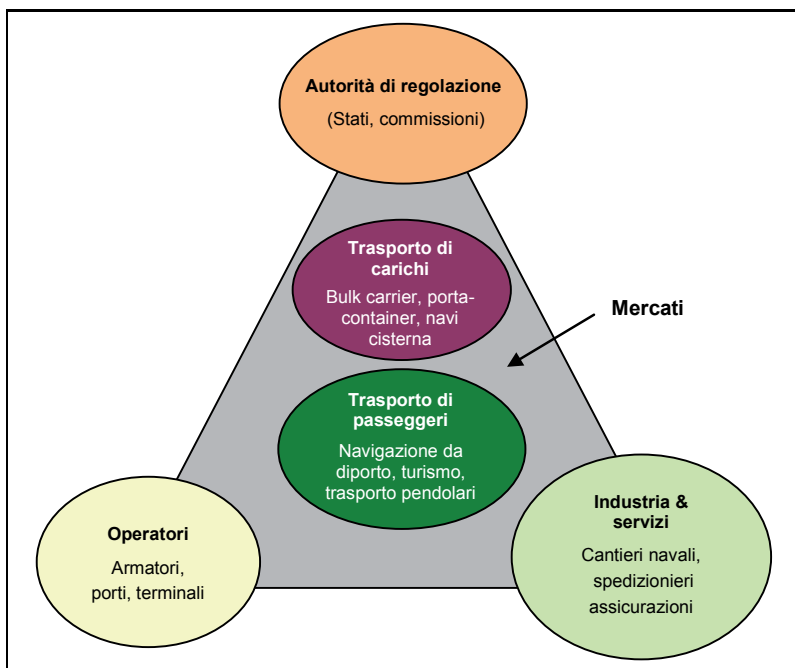 Autorità di regolazione
(Stati, commissioni)
Trasporto di
carichi
Bulk carrier, porta-
container, navi
cisterna
Mercati
Trasporto di
passeggeri
Navigazione da
diporto, turismo,
trasporto pendolari
Operatori
Armatori,
porti, terminali
Industria &
servizi
Cantieri navali,
spedizionieri
assicurazioni